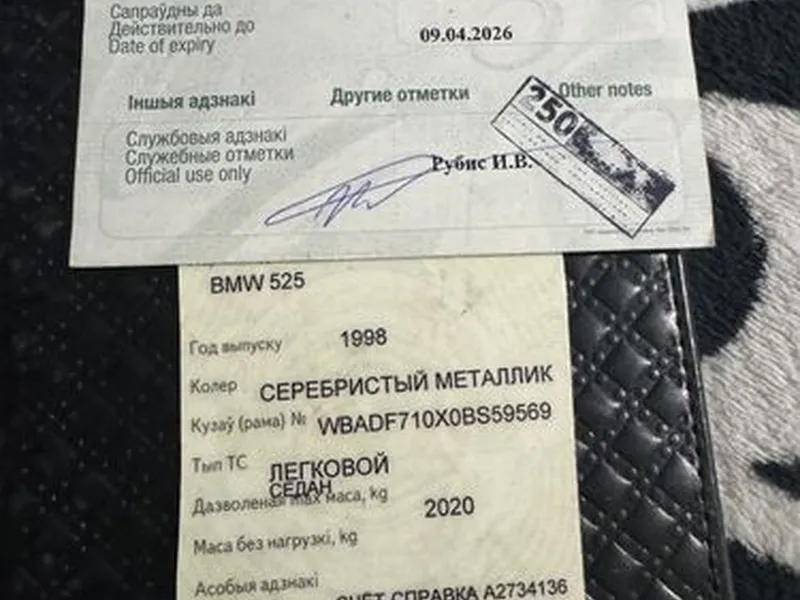 Сапраўдны да
Действительно до
Date of expiry
09.04.2026
Іншыя адзнакі Другие отметки Other notes
250
Службовыя адзнакі
Служебные отметки
Official use only
Рубис И.В.
BMW 525
Год выпуску 1998
Колер СЕРЕБРИСТЫЙ МЕТАЛЛИК
Кузаў (рама) № WBADF710X0BS59569
Тып ТС ЛЕГКОВОЙ
СЕДАН
Дазволеная max маса, kg 2020
Маса без нагрузкі, kg
Асобыя адзнакі
СЧЕТ СПРАВКА А2734136